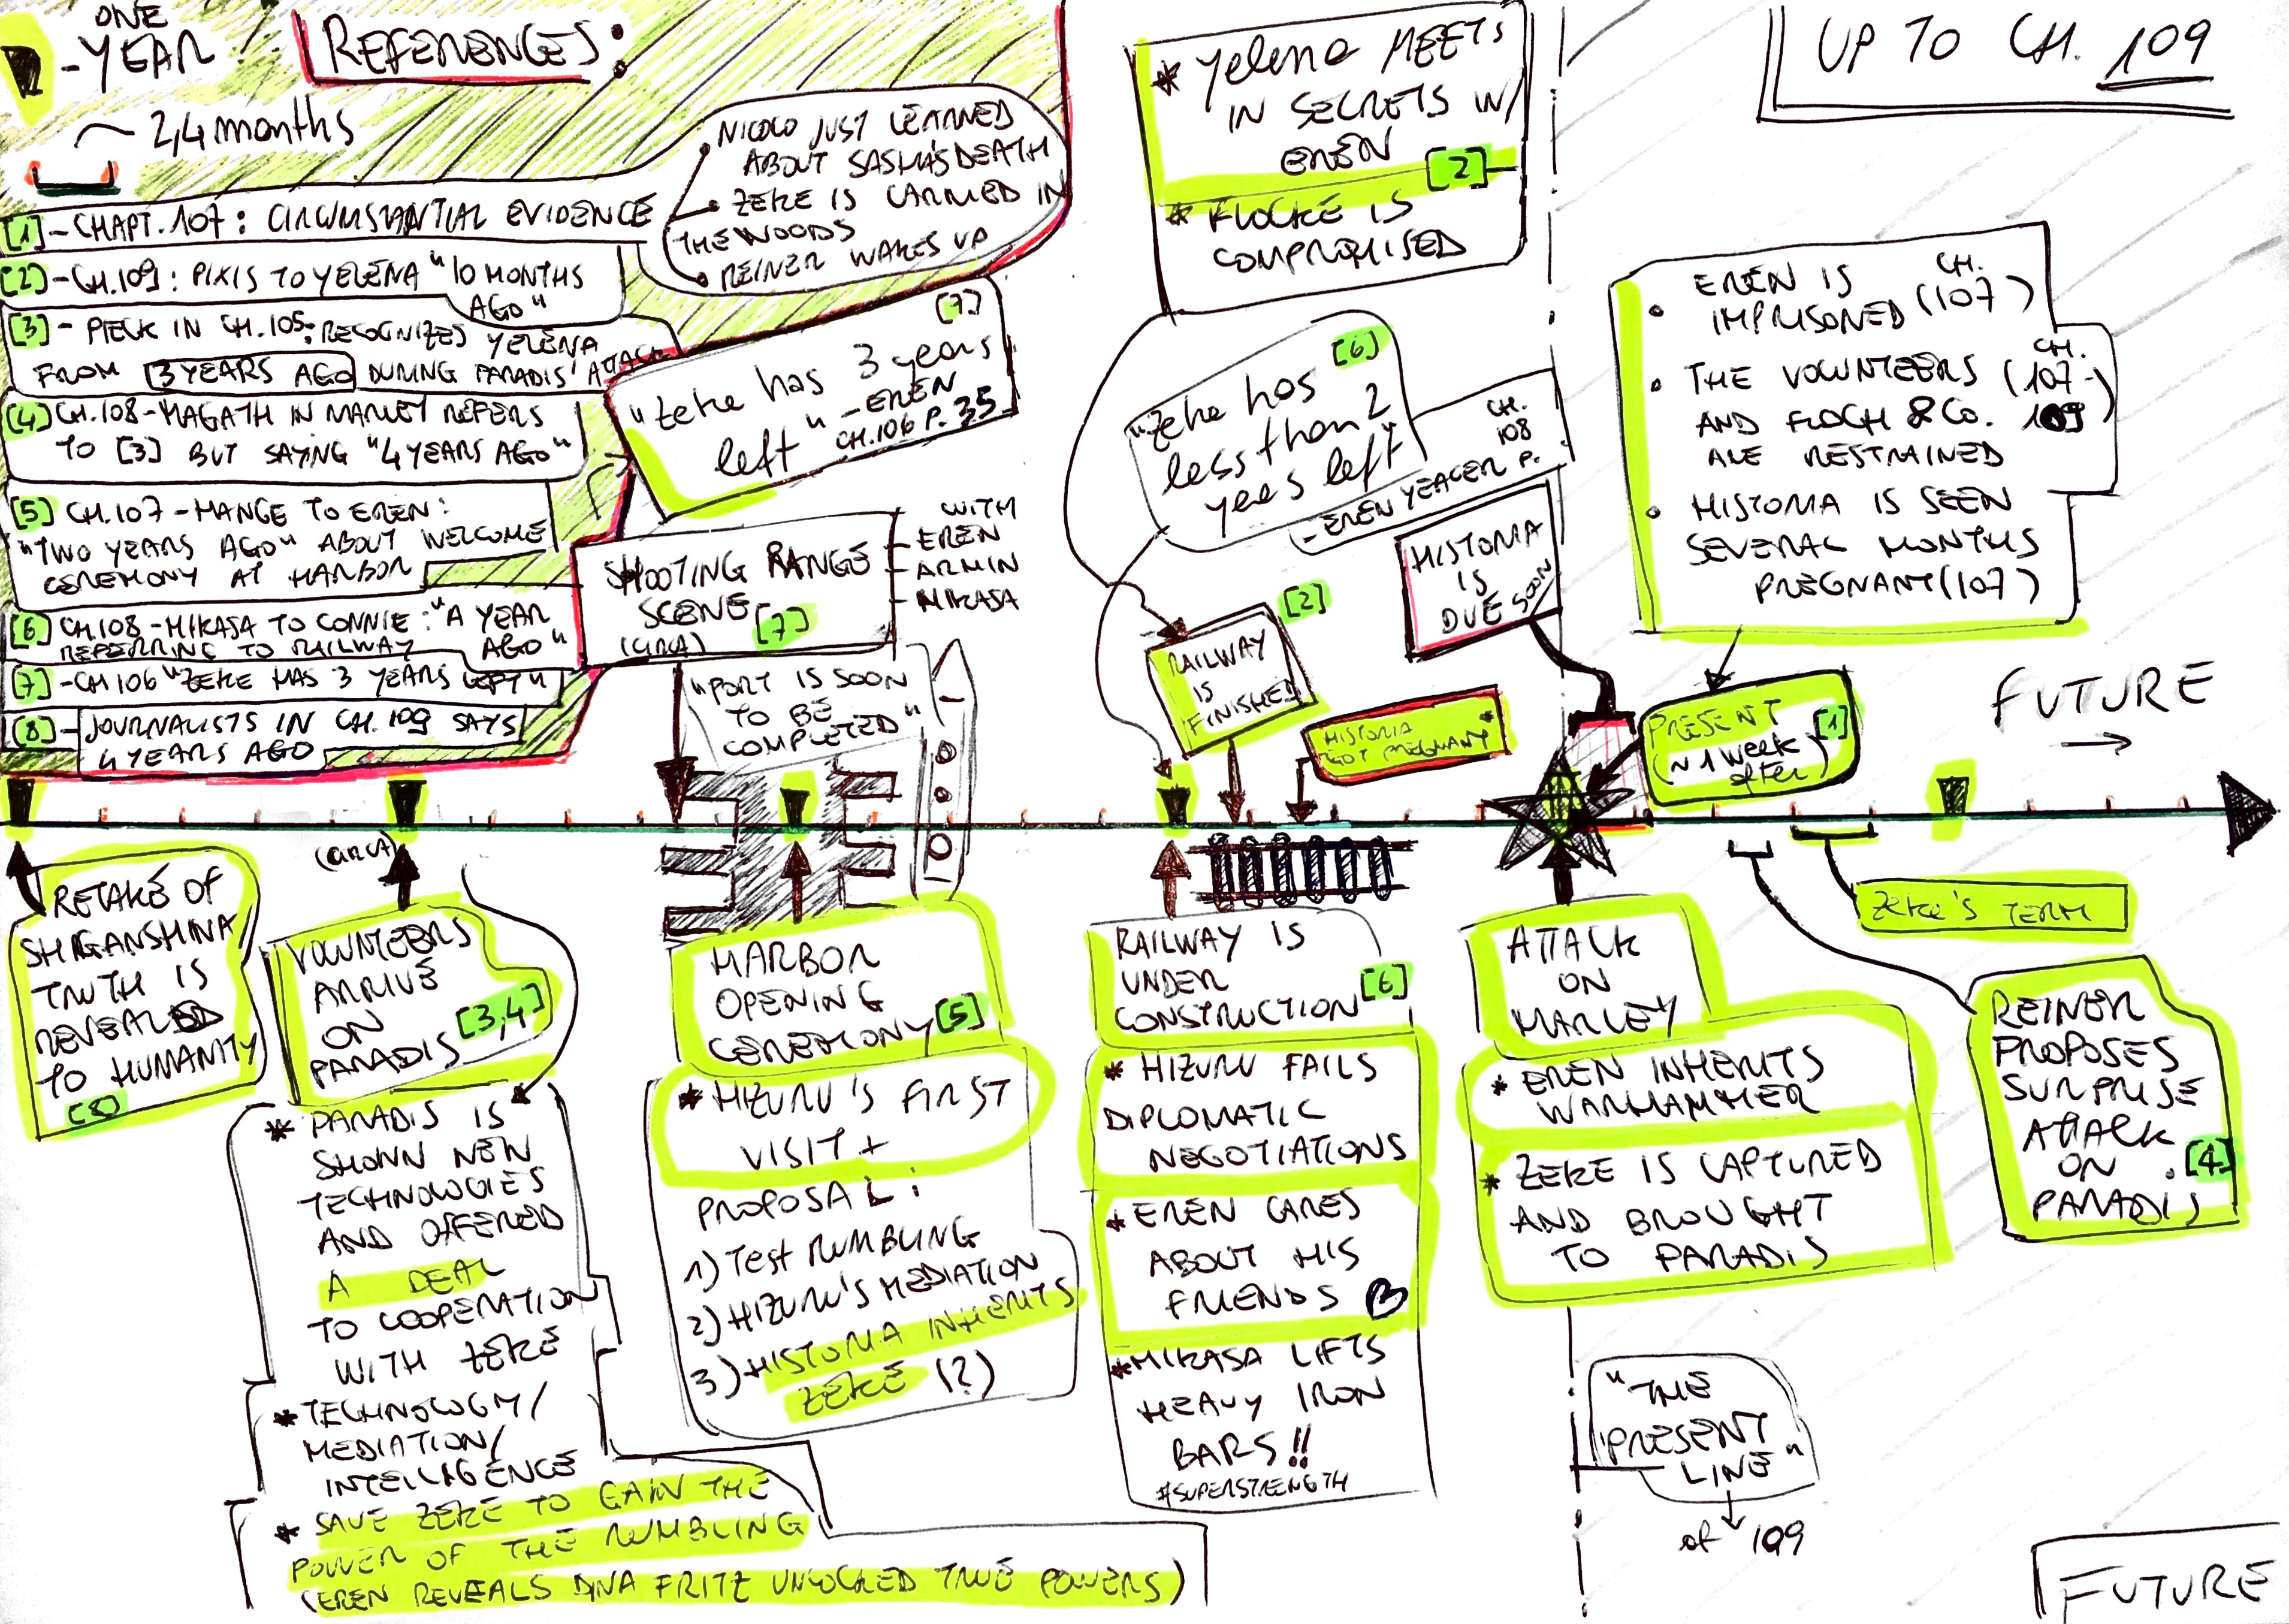 ONE
-YEAR
~ 2,4 months
REFERENCES:
[1]-CHAPT.107: CIRCUMSTANTIAL EVIDENCE
[2]-CH.109: PIXIS TO YELENA "10 MONTHS
AGO"
[3]- PIECK IN CH.105: RECOGNIZES YELENA
FROM 3 YEARS AGO DURING PARADIS' ATTACK
[4] CH.108-MAGATH IN MARLEY REFERS
TO [3] BUT SAYING "4 YEARS AGO"
[5] CH.107-HANGE TO EREN:
"TWO YEARS AGO" ABOUT WELCOME
CEREMONY AT HARBOR
[6] CH.108-MIKASA TO CONNIE: "A YEAR
AGO"
REFERRING TO RAILWAY
[7]-CH 106 "ZEKE HAS 3 YEARS LEFT"
[8]-JOURNALISTS IN CH.109 SAYS
4 YEARS AGO
• NICOLO JUST LEARNED
ABOUT SASHA'S DEATH
• ZEKE IS CARRIED IN
THE WOODS
• REINER WAKES UP
[7]
"Zeke has 3 years
left" -EREN
CH.106 P. 35
SHOOTING RANGE
SCENE
(CIRCA) [7]
WITH
- EREN
- ARMIN
- MIKASA
"PORT IS SOON
TO BE
COMPLETED"
* Yelena MEETS
IN SECRETS W/
EREN [2]
* FLOCKE IS
COMPROMISED
[6]
"Zeke has
less than 2
years left"
- EREN YEAGER P.
CH.
108
[2]
RAILWAY
IS
FINISHED
HISTORIA
IS
DUE SOON
HISTORIA *
GOT PREGNANT
UP TO CH. 109
• EREN IS CH.
IMPRISONED (107)
• THE VOLUNTEERS (CH. 107-
AND FLOCH & Co. 109)
ARE RESTRAINED
• HISTORIA IS SEEN
SEVERAL MONTHS
PREGNANT (107)
PRESENT [1]
(~1 week
after)
FUTURE
→
RETAKE OF
SHIGANSHINA
TRUTH IS
REVEALED
TO HUMANITY
[8]
(CIRCA)
VOLUNTEERS
ARRIVE
ON
PARADIS [3,4]
* PARADIS IS
SHOWN NEW
TECHNOLOGIES
AND OFFERED
A DEAL
TO COOPERATION
WITH ZEKE
* TECHNOLOGY/
MEDIATION/
INTELLIGENCE
* SAVE ZEKE TO GAIN THE
POWER OF THE RUMBLING
(EREN REVEALS DINA FRITZ UNLOCKED TRUE POWERS)
HARBOR
OPENING
CEREMONY [5]
* HIZURU'S FIRST
VISIT +
PROPOSAL:
1) TEST RUMBLING
2) HIZURU'S MEDIATION
3) HISTORIA INHERITS
ZEKE (?)
RAILWAY IS
UNDER
CONSTRUCTION [6]
* HIZURU FAILS
DIPLOMATIC
NEGOTIATIONS
* EREN CARES
ABOUT HIS
FRIENDS
* MIKASA LIFTS
HEAVY IRON
BARS!!
#SUPERSTRENGTH
ATTACK
ON
MARLEY
* EREN INHERITS
WARHAMMER
* ZEKE IS CAPTURED
AND BROUGHT
TO PARADIS
Zeke's TERM
REINER
PROPOSES
SURPRISE
ATTACK
ON [4]
PARADIS
"THE
PRESENT
LINE"
of 109
FUTURE